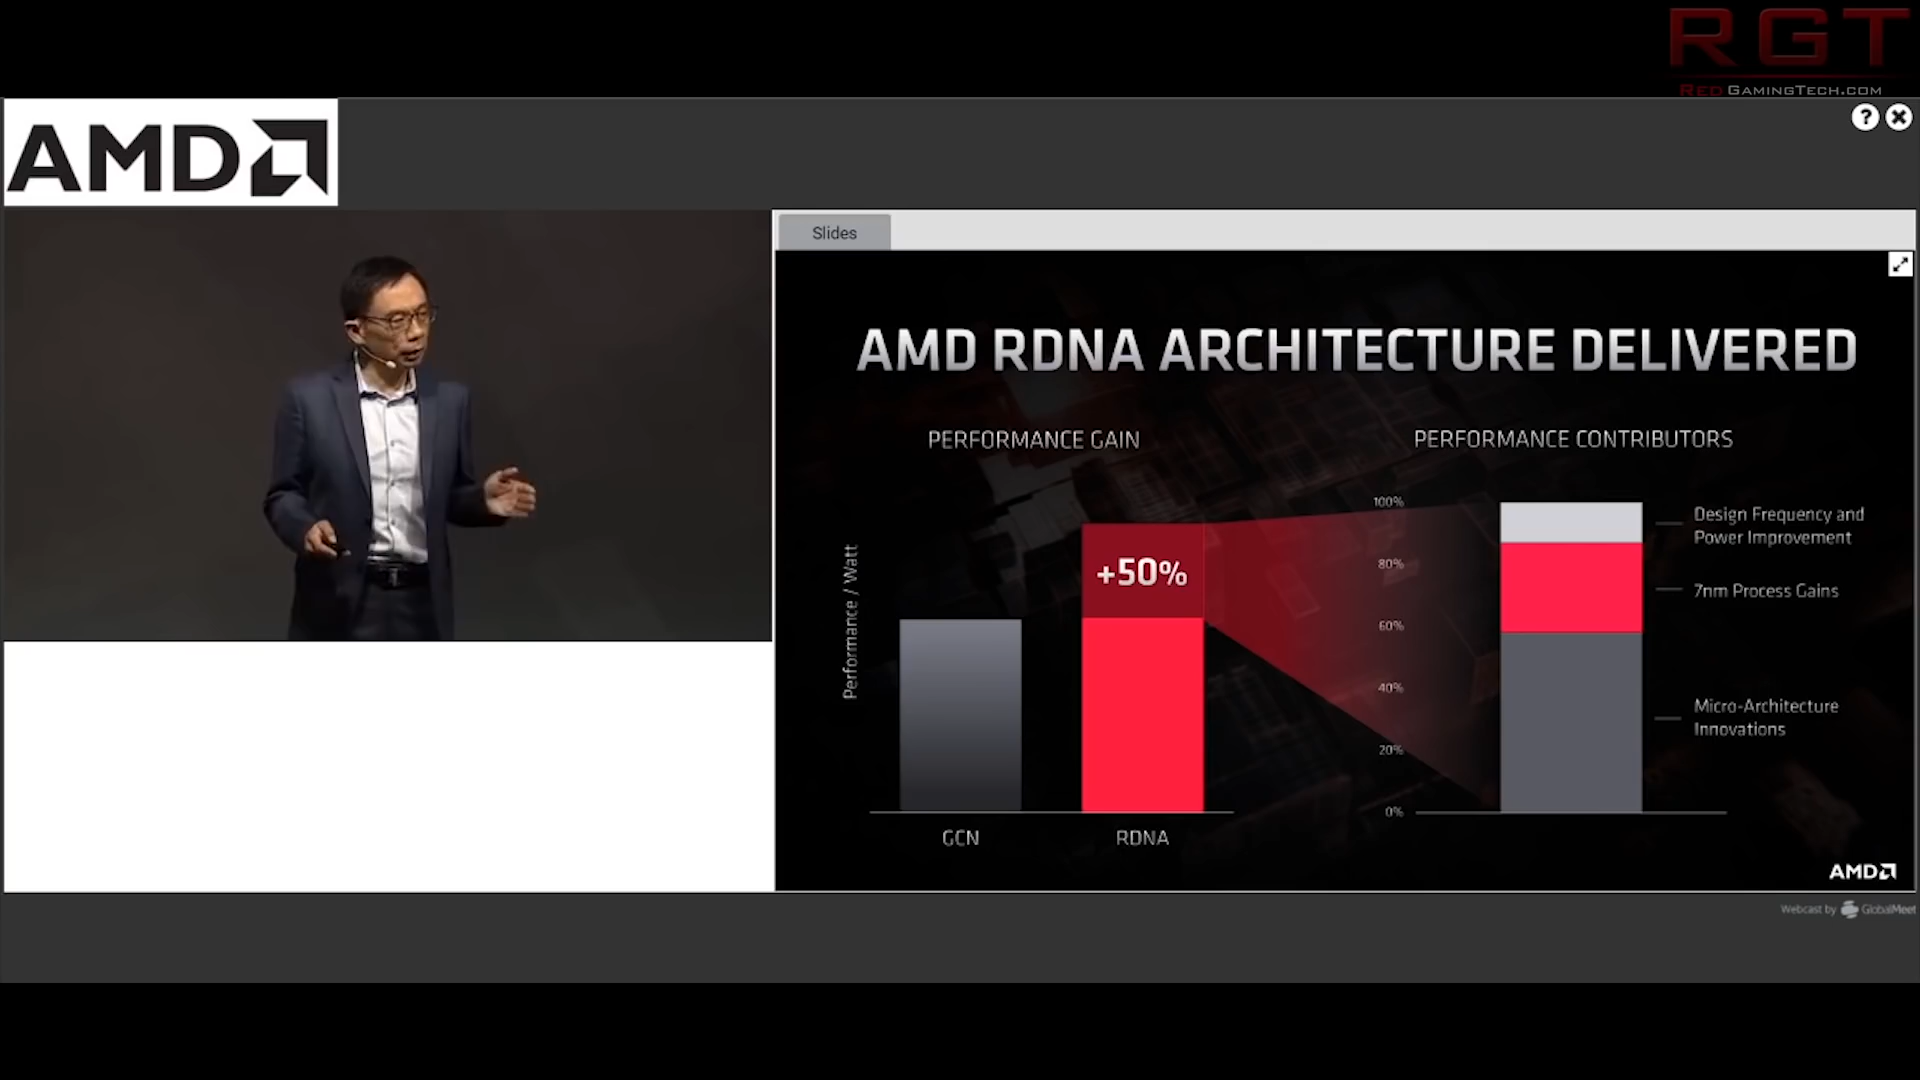 RGT
RedGamingTech.com
AMD
Slides
AMD RDNA ARCHITECTURE DELIVERED
PERFORMANCE GAIN
PERFORMANCE CONTRIBUTORS
Performance / Watt
+50%
GCN
RDNA
100%
80%
60%
40%
20%
0%
Design Frequency and
Power Improvement
7nm Process Gains
Micro-Architecture
Innovations
AMD
Webcast by GlobalMeet